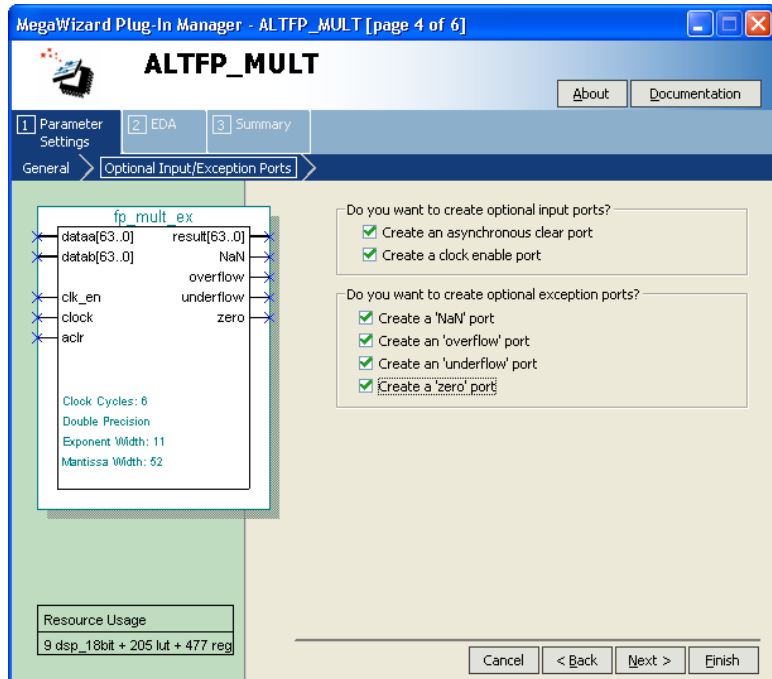 MegaWizard Plug-In Manager - ALTFP_MULT [page 4 of 6]
ALTFP_MULT
About
Documentation
1 Parameter Settings
2 EDA
3 Summary
General
Optional Input/Exception Ports
fp_mult_ex
dataa[63..0] result[63..0]
datab[63..0] NaN
overflow
clk_en underflow
clock zero
aclr
Clock Cycles: 6
Double Precision
Exponent Width: 11
Mantissa Width: 52
Resource Usage
9 dsp_18bit + 205 lut + 477 reg
Do you want to create optional input ports?
Create an asynchronous clear port
Create a clock enable port
Do you want to create optional exception ports?
Create a 'NaN' port
Create an 'overflow' port
Create an 'underflow' port
Create a 'zero' port
Cancel
< Back
Next >
Finish